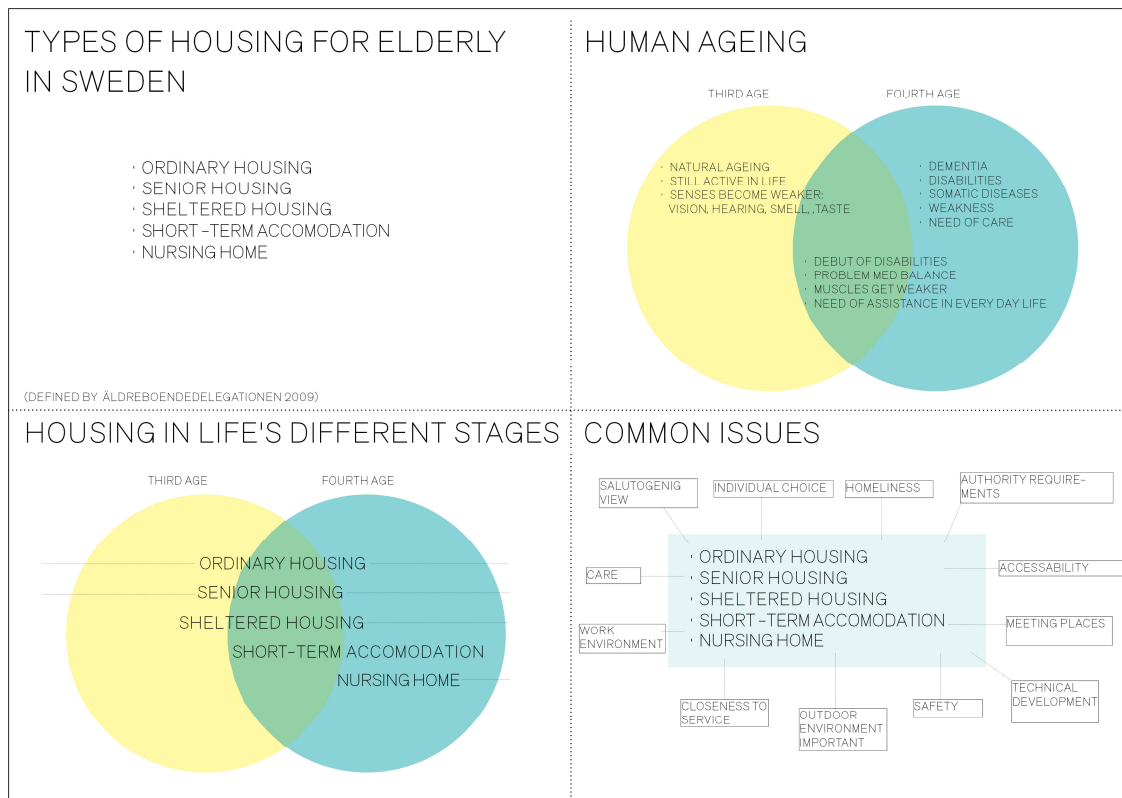 TYPES OF HOUSING FOR ELDERLY
IN SWEDEN
· ORDINARY HOUSING
· SENIOR HOUSING
· SHELTERED HOUSING
· SHORT-TERM ACCOMODATION
· NURSING HOME
(DEFINED BY ÄLDREBOENDEDELEGATIONEN 2009)
HUMAN AGEING
THIRD AGE
FOURTH AGE
· NATURAL AGEING
· STILL ACTIVE IN LIFE
· SENSES BECOME WEAKER:
VISION, HEARING, SMELL, ,TASTE
· DEMENTIA
· DISABILITIES
· SOMATIC DISEASES
· WEAKNESS
· NEED OF CARE
· DEBUT OF DISABILITIES
· PROBLEM MED BALANCE
· MUSCLES GET WEAKER
· NEED OF ASSISTANCE IN EVERY DAY LIFE
HOUSING IN LIFE'S DIFFERENT STAGES
THIRD AGE
FOURTH AGE
ORDINARY HOUSING
SENIOR HOUSING
SHELTERED HOUSING
SHORT-TERM ACCOMODATION
NURSING HOME
COMMON ISSUES
SALUTOGENIG
VIEW
INDIVIDUAL CHOICE
HOMELINESS
AUTHORITY REQUIRE-
MENTS
CARE
ACCESSABILITY
WORK
ENVIRONMENT
MEETING PLACES
· ORDINARY HOUSING
· SENIOR HOUSING
· SHELTERED HOUSING
· SHORT-TERM ACCOMODATION
· NURSING HOME
CLOSENESS TO
SERVICE
OUTDOOR
ENVIRONMENT
IMPORTANT
SAFETY
TECHNICAL
DEVELOPMENT